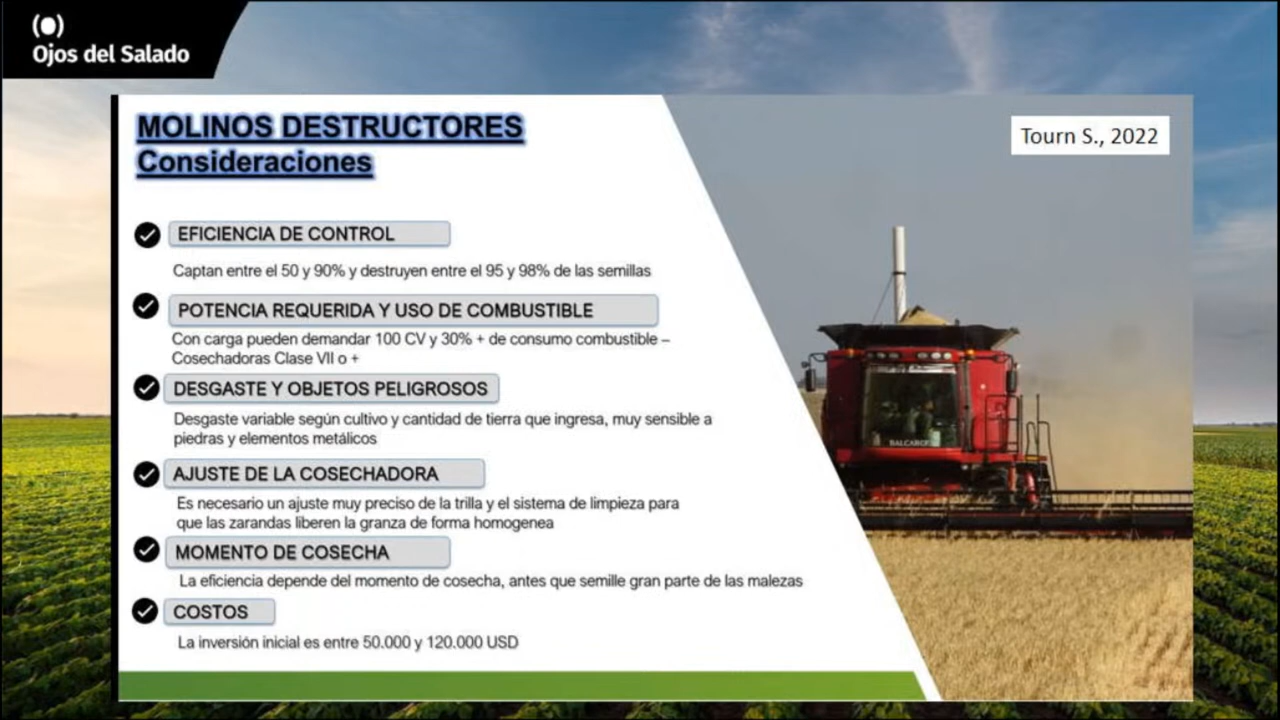 (●)
Ojos del Salado
MOLINOS DESTRUCTORES
Consideraciones
Tourn S., 2022
EFICIENCIA DE CONTROL
Captan entre el 50 y 90% y destruyen entre el 95 y 98% de las semillas
POTENCIA REQUERIDA Y USO DE COMBUSTIBLE
Con carga pueden demandar 100 CV y 30% + de consumo combustible –
Cosechadoras Clase VII o +
DESGASTE Y OBJETOS PELIGROSOS
Desgaste variable según cultivo y cantidad de tierra que ingresa, muy sensible a
piedras y elementos metálicos
AJUSTE DE LA COSECHADORA
Es necesario un ajuste muy preciso de la trilla y el sistema de limpieza para
que las zarandas liberen la granza de forma homogenea
MOMENTO DE COSECHA
La eficiencia depende del momento de cosecha, antes que semille gran parte de las malezas
COSTOS
La inversión inicial es entre 50.000 y 120.000 USD
BALCARCE